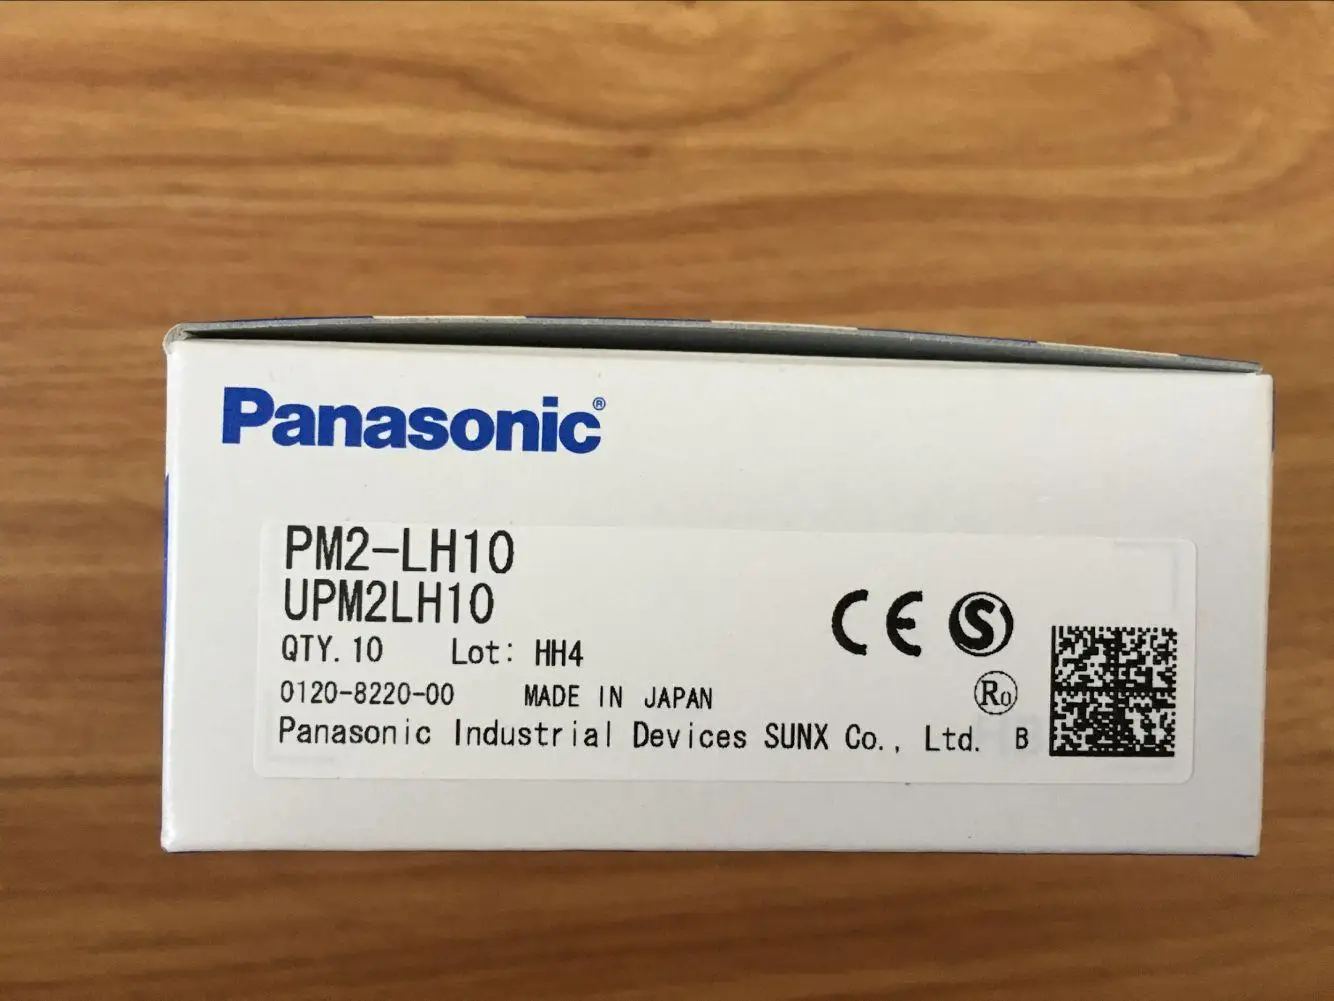 Panasonic®
PM2-LH10
UPM2LH10
QTY. 10 Lot: HH4
CE S
0120-8220-00 MADE IN JAPAN
R0
Panasonic Industrial Devices SUNX Co., Ltd. B